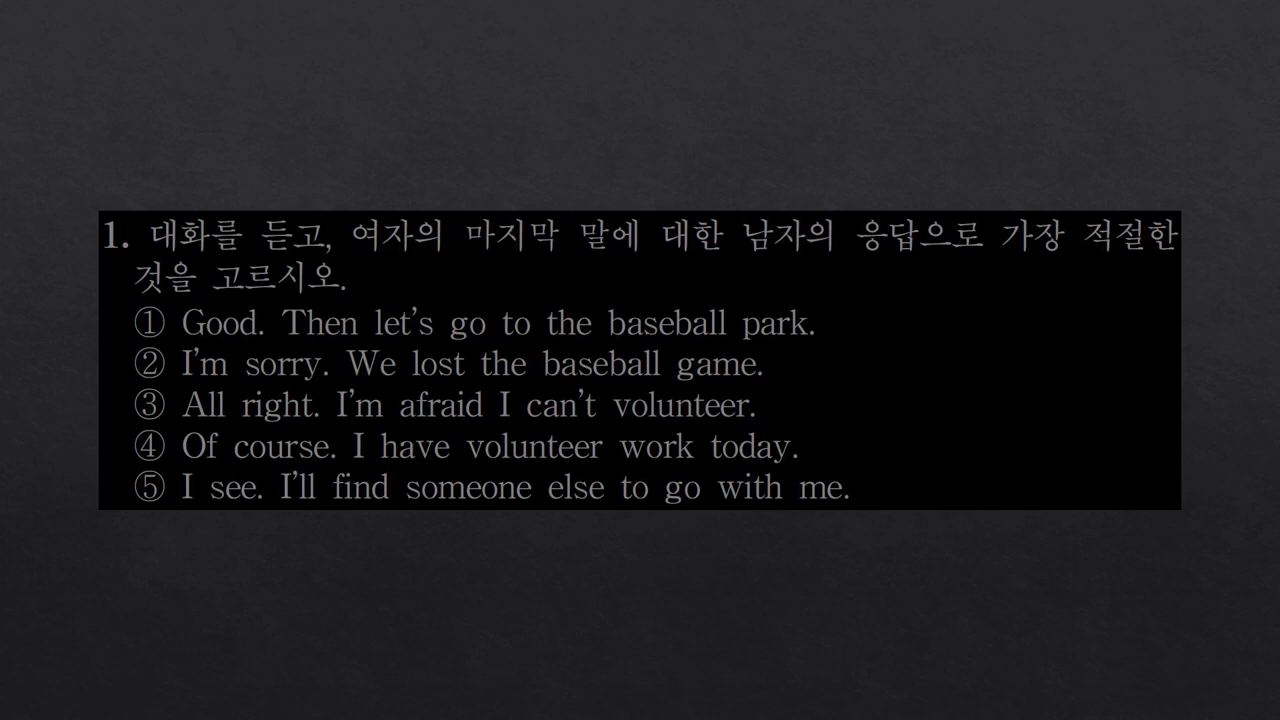 1. 대화를 듣고, 여자의 마지막 말에 대한 남자의 응답으로 가장 적절한
것을 고르시오.
① Good. Then let’s go to the baseball park.
② I’m sorry. We lost the baseball game.
③ All right. I’m afraid I can’t volunteer.
④ Of course. I have volunteer work today.
⑤ I see. I’ll find someone else to go with me.